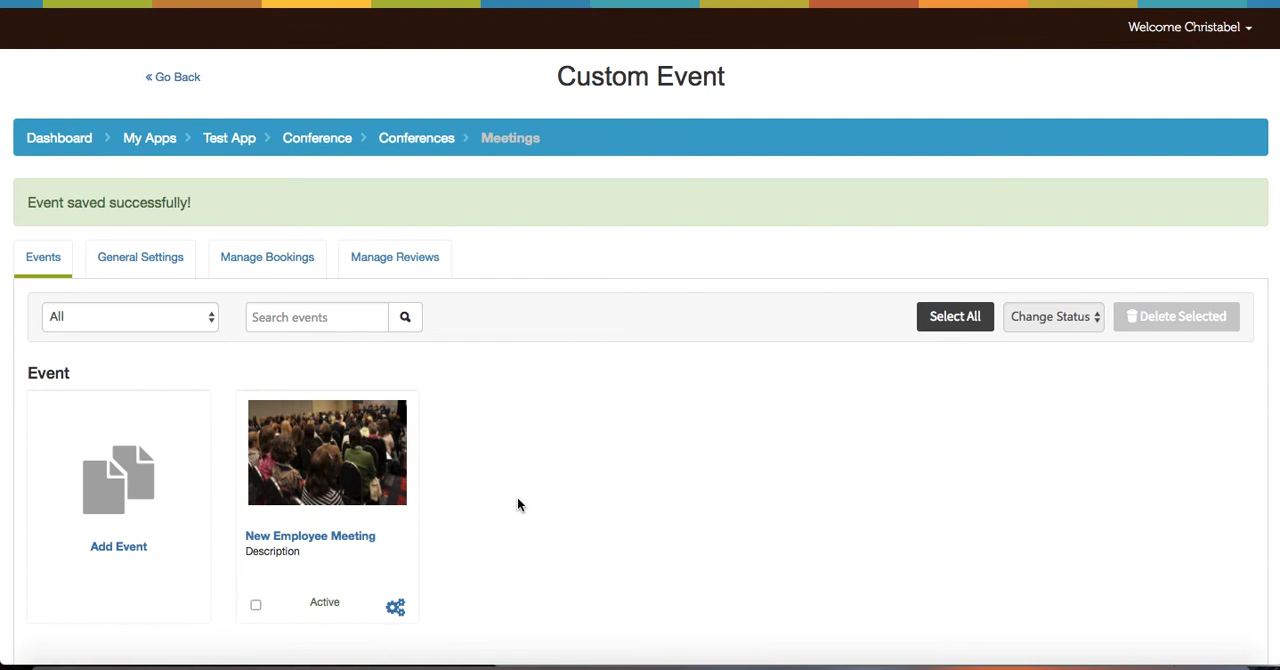 Welcome Christabel
« Go Back
Custom Event
Dashboard My Apps Test App Conference Conferences Meetings
Event saved successfully!
Events General Settings Manage Bookings Manage Reviews
All Search events Select All Change Status Delete Selected
Event
Add Event
New Employee Meeting
Description
Active